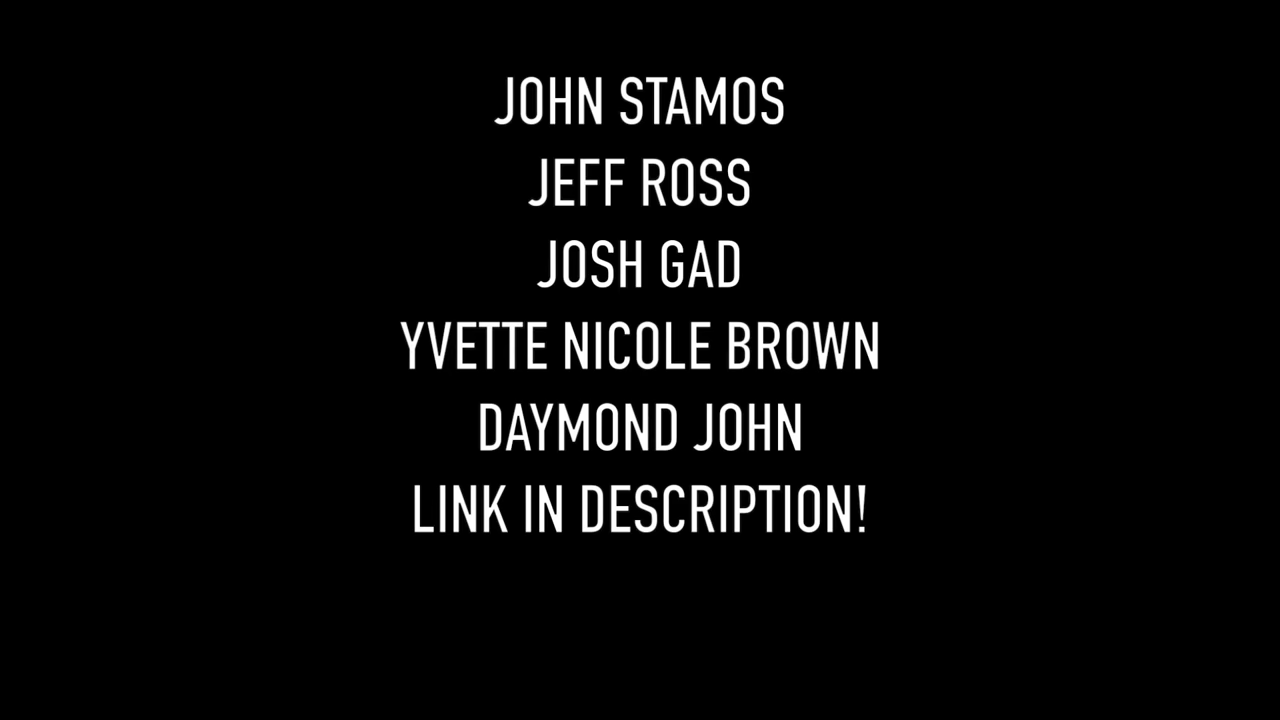 JOHN STAMOS
JEFF ROSS
JOSH GAD
YVETTE NICOLE BROWN
DAYMOND JOHN
LINK IN DESCRIPTION!